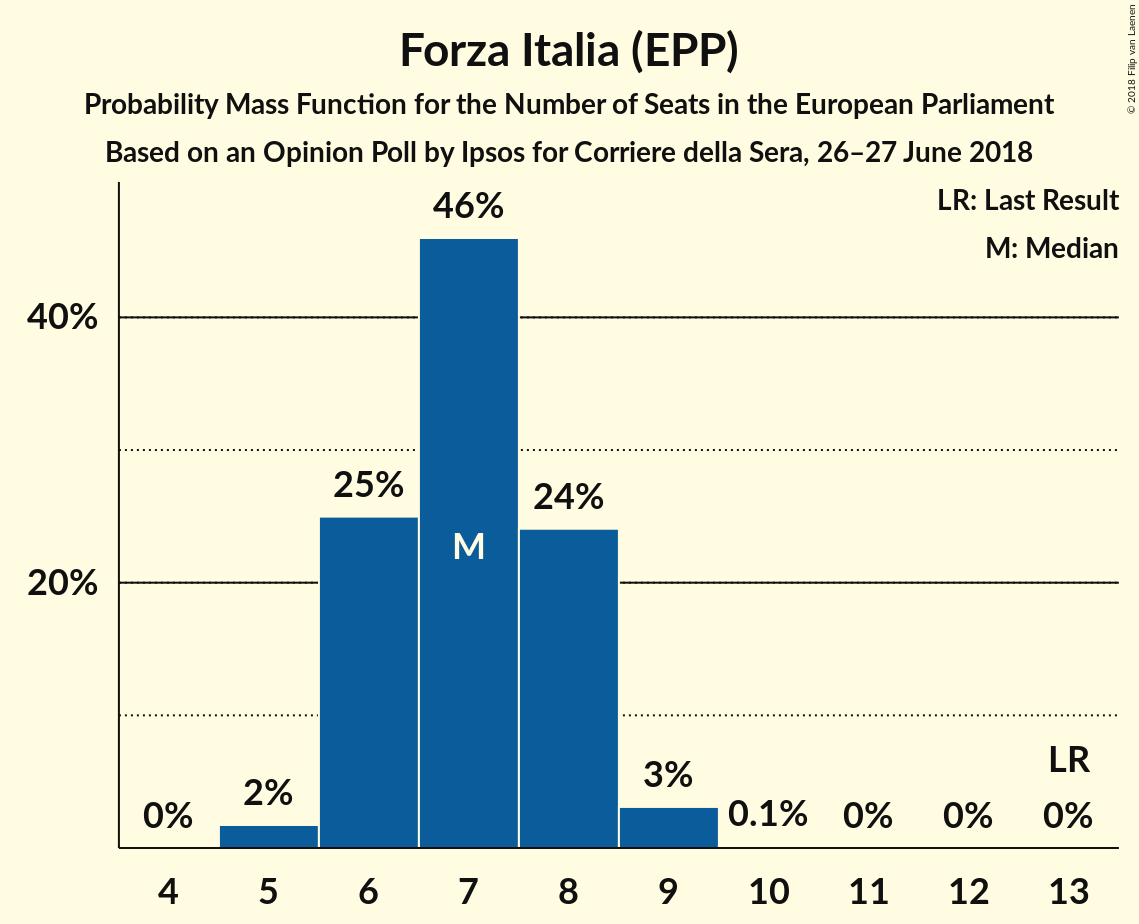 Forza Italia (EPP)
Probability Mass Function for the Number of Seats in the European Parliament
Based on an Opinion Poll by Ipsos for Corriere della Sera, 26–27 June 2018
© 2018 Filip van Laenen
LR: Last Result
M: Median
46%
40%
25%
24%
M
20%
LR
2%
3%
0%
0.1%
0%
0%
0%
4 5 6 7 8 9 10 11 12 13